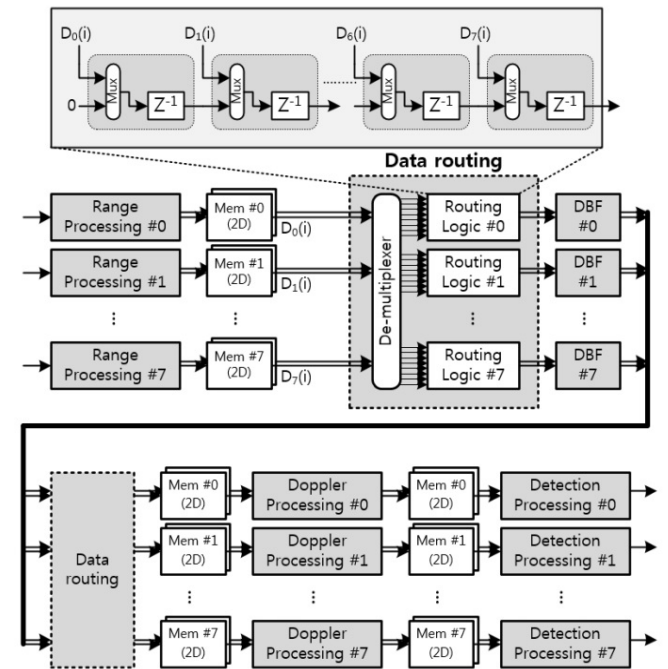 D₀(i) D₁(i) D₆(i) D₇(i)
........
Mux Mux Mux Mux
0 Z⁻¹ Z⁻¹ Z⁻¹ Z⁻¹
Data routing
Range Processing #0
Mem #0 (2D)
D₀(i)
Routing Logic #0
DBF #0
Range Processing #1
Mem #1 (2D)
D₁(i)
De-multiplexer
Routing Logic #1
DBF #1
⋮ ⋮ ⋮ ⋮
Range Processing #7
Mem #7 (2D)
D₇(i)
Routing Logic #7
DBF #7
Data routing
Mem #0 (2D)
Doppler Processing #0
Mem #0 (2D)
Detection Processing #0
Mem #1 (2D)
Doppler Processing #1
Mem #1 (2D)
Detection Processing #1
⋮ ⋮ ⋮ ⋮
Mem #7 (2D)
Doppler Processing #7
Mem #7 (2D)
Detection Processing #7